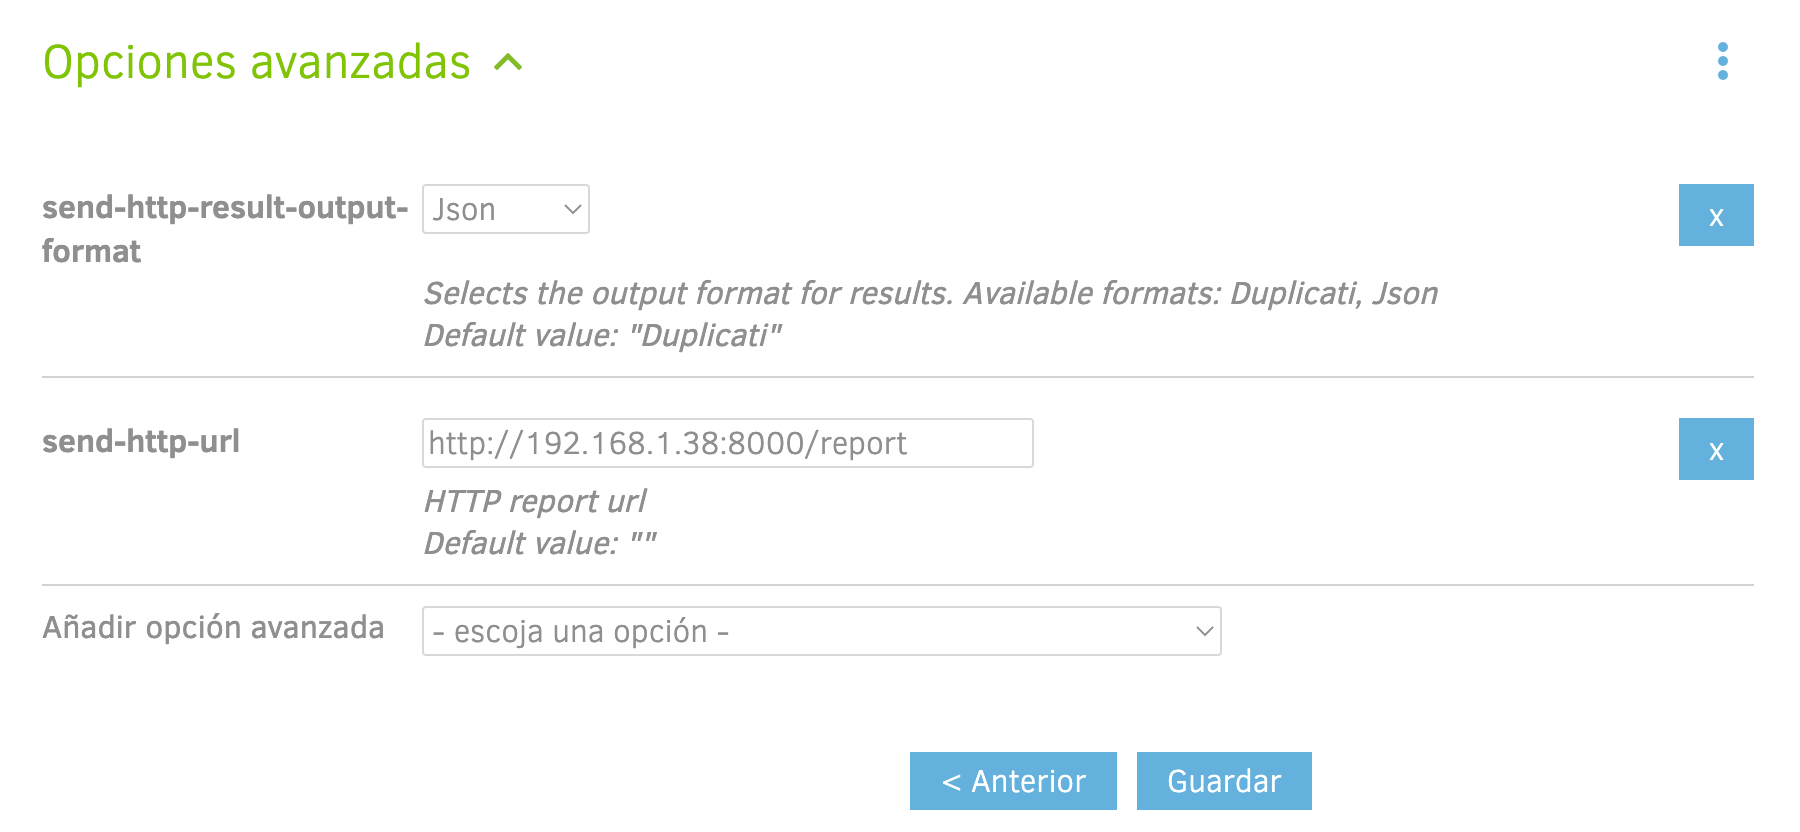 Opciones avanzadas
send-http-result-output-
format
Json
x
Selects the output format for results. Available formats: Duplicati, Json
Default value: "Duplicati"
send-http-url
http://192.168.1.38:8000/report
x
HTTP report url
Default value: ""
Añadir opción avanzada
- escoja una opción -
< Anterior
Guardar